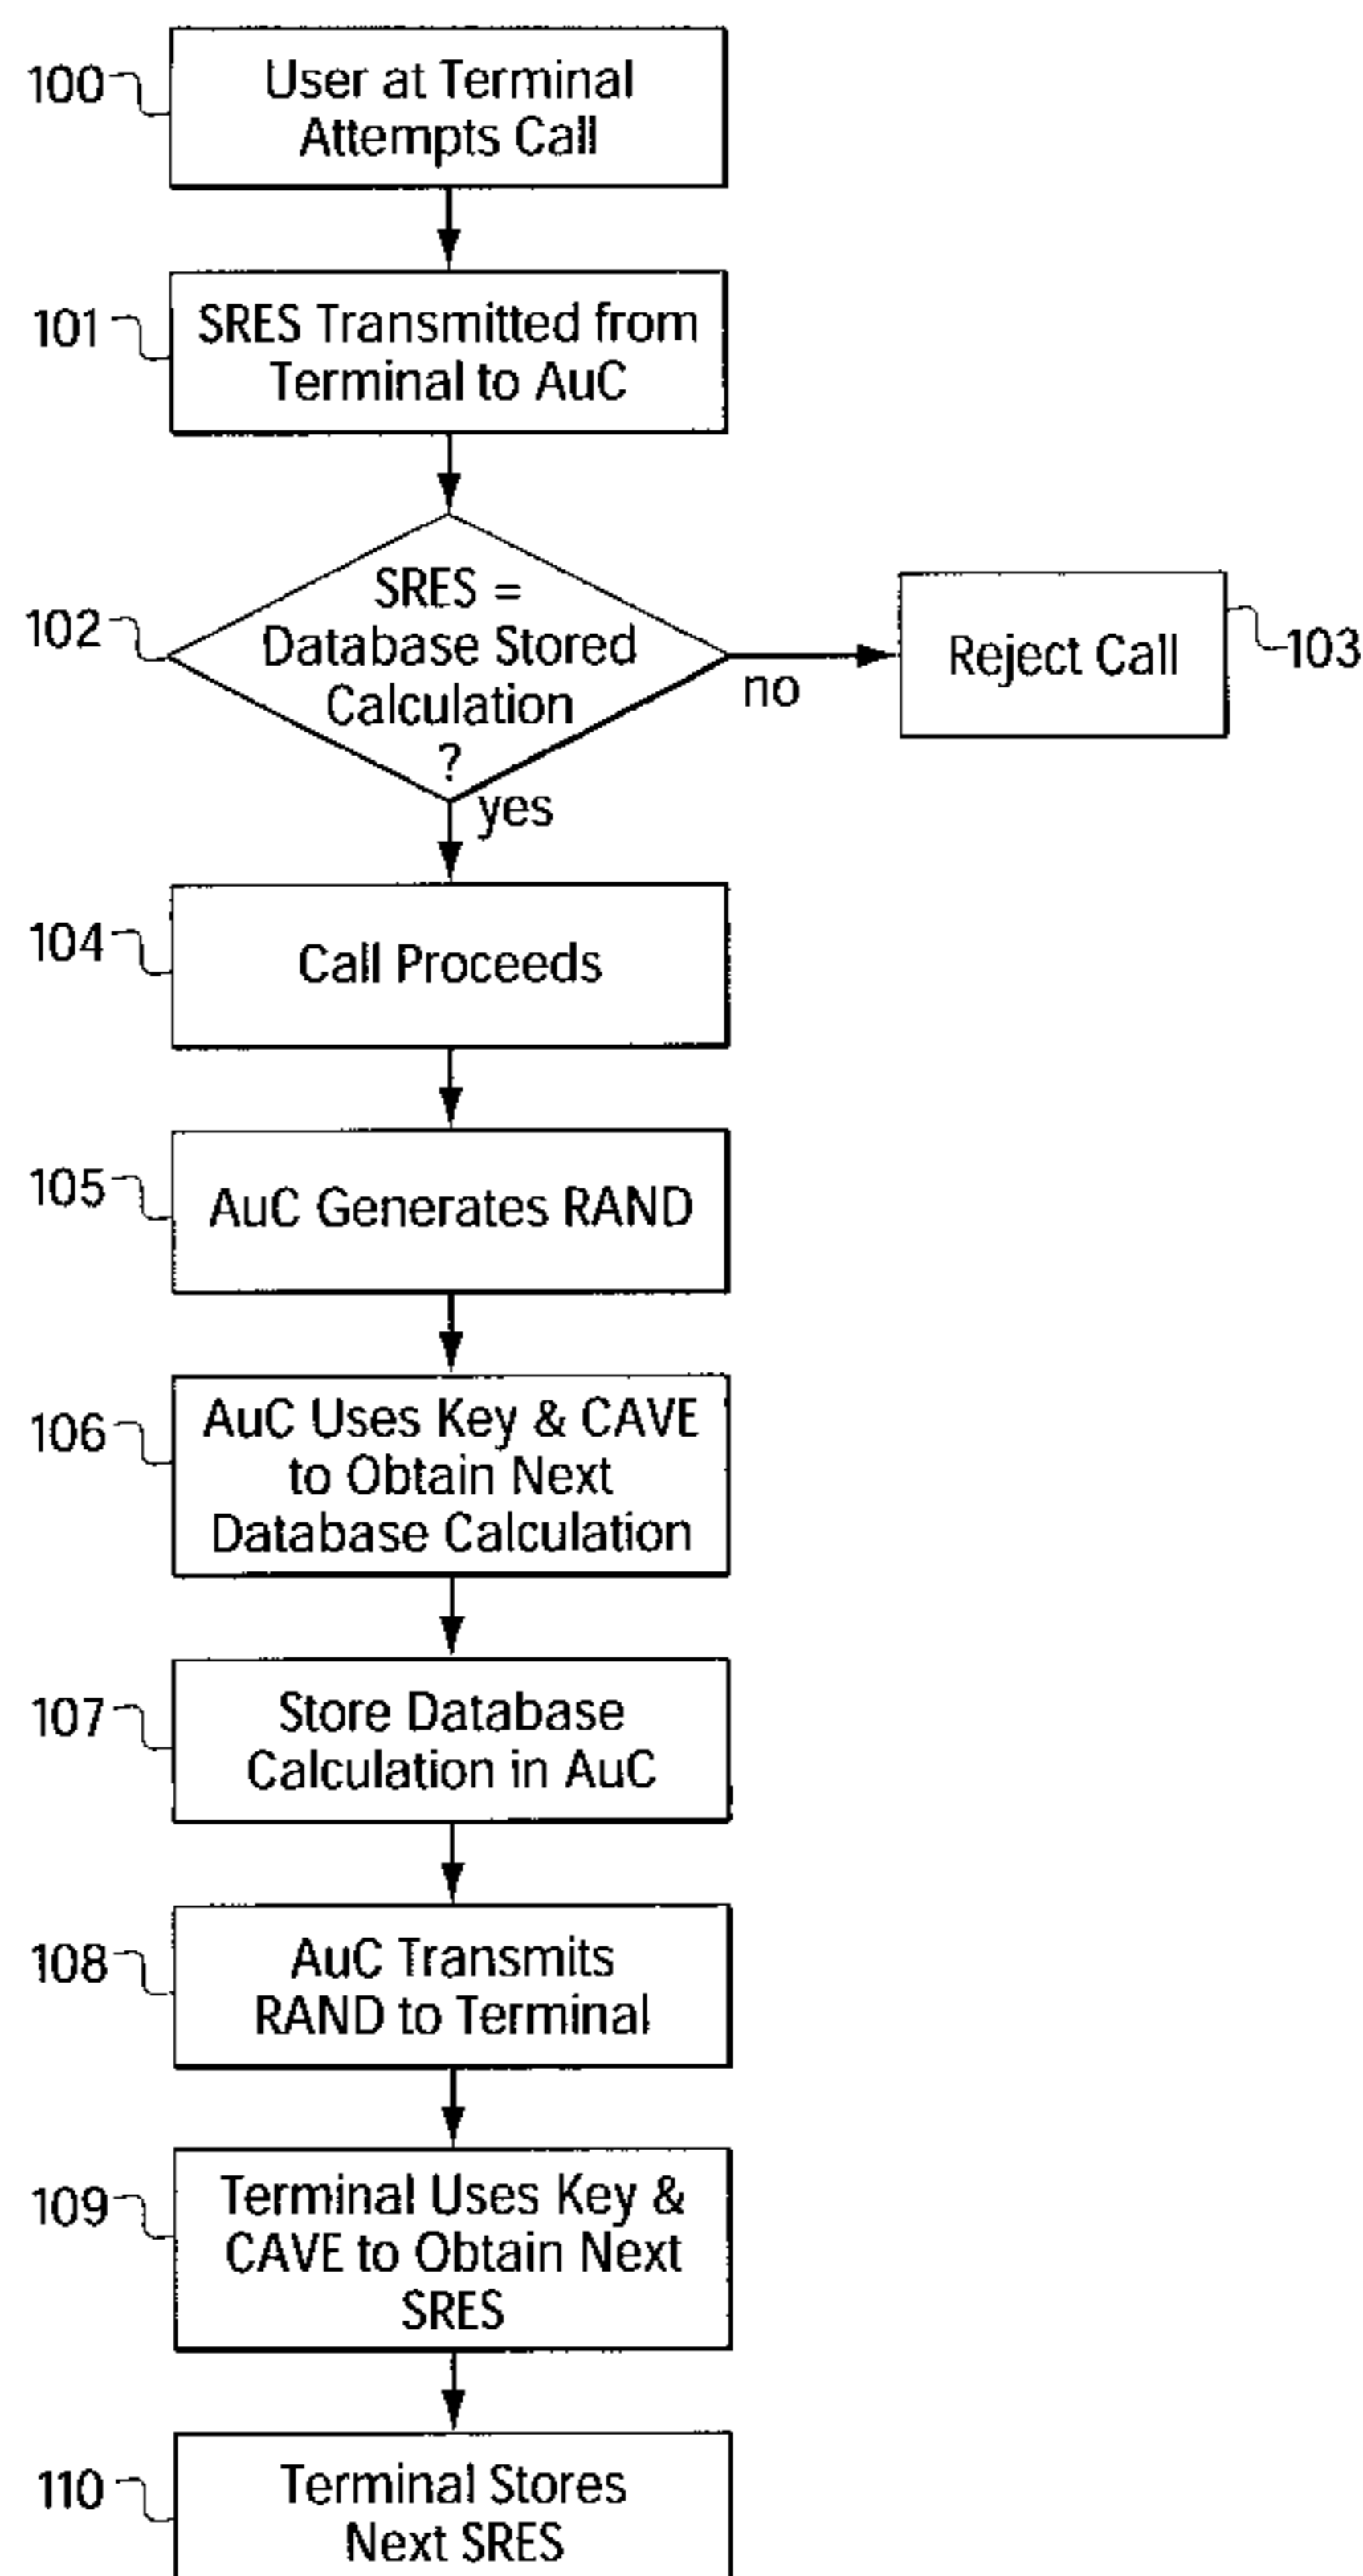 100
User at Terminal
Attempts Call
101
SRES Transmitted from
Terminal to AuC
102
SRES =
Database Stored
Calculation
?
no
Reject Call
103
yes
104
Call Proceeds
105
AuC Generates RAND
106
AuC Uses Key & CAVE
to Obtain Next
Database Calculation
107
Store Database
Calculation in AuC
108
AuC Transmits
RAND to Terminal
109
Terminal Uses Key &
CAVE to Obtain Next
SRES
110
Terminal Stores
Next SRES